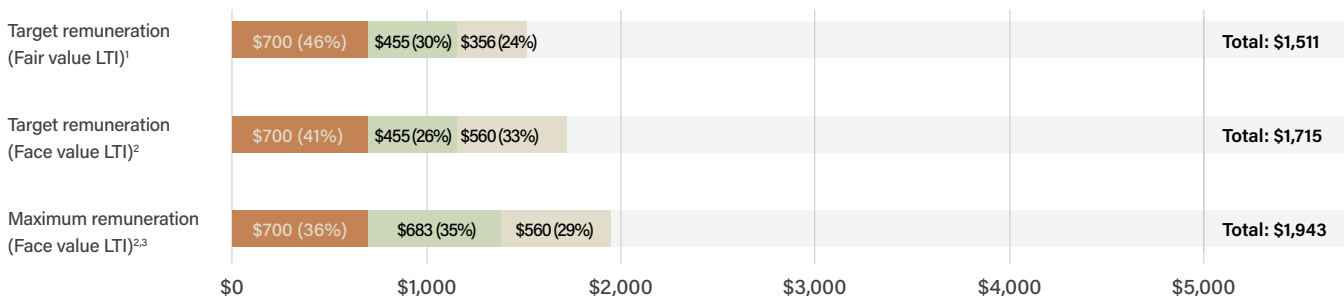 Target remuneration
(Fair value LTI)¹
$700 (46%) $455 (30%) $356 (24%) Total: $1,511
Target remuneration
(Face value LTI)²
$700 (41%) $455 (26%) $560 (33%) Total: $1,715
Maximum remuneration
(Face value LTI)²,³
$700 (36%) $683 (35%) $560 (29%) Total: $1,943
$0 $1,000 $2,000 $3,000 $4,000 $5,000